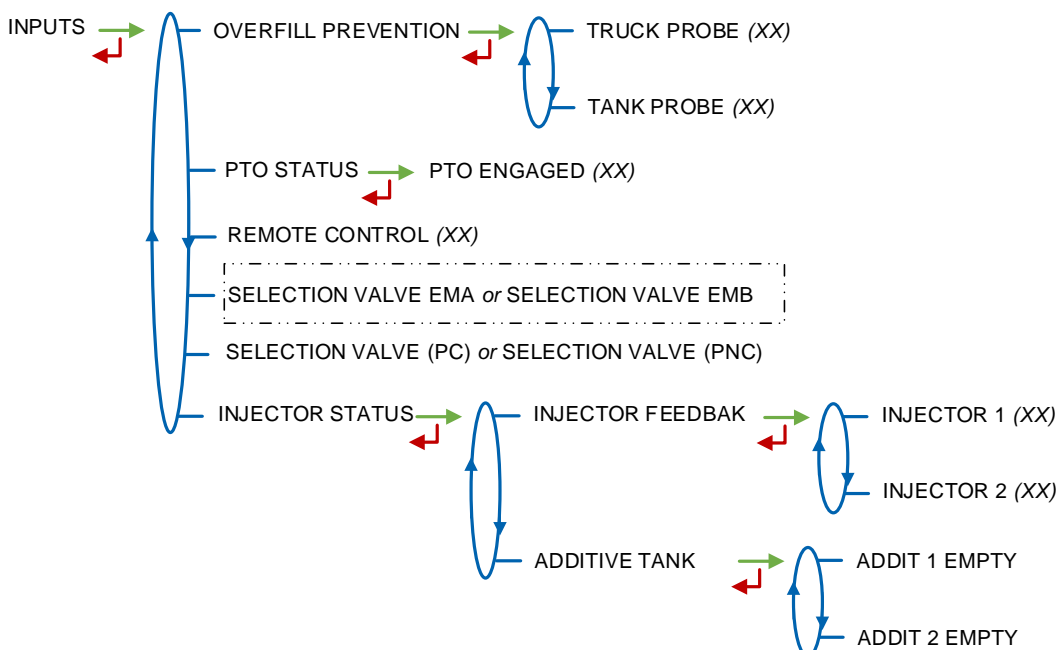 INPUTS
OVERFILL PREVENTION
TRUCK PROBE (XX)
TANK PROBE (XX)
PTO STATUS
PTO ENGAGED (XX)
REMOTE CONTROL (XX)
SELECTION VALVE EMA or SELECTION VALVE EMB
SELECTION VALVE (PC) or SELECTION VALVE (PNC)
INJECTOR STATUS
INJECTOR FEEDBAK
INJECTOR 1 (XX)
INJECTOR 2 (XX)
ADDITIVE TANK
ADDIT 1 EMPTY
ADDIT 2 EMPTY